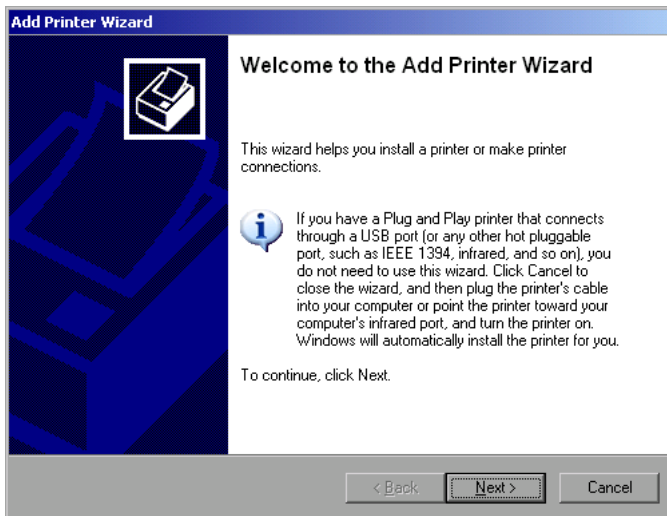 Add Printer Wizard
Welcome to the Add Printer Wizard
This wizard helps you install a printer or make printer
connections.
If you have a Plug and Play printer that connects
through a USB port (or any other hot pluggable
port, such as IEEE 1394, infrared, and so on), you
do not need to use this wizard. Click Cancel to
close the wizard, and then plug the printer's cable
into your computer or point the printer toward your
computer's infrared port, and turn the printer on.
Windows will automatically install the printer for you.
To continue, click Next.
< Back Next > Cancel